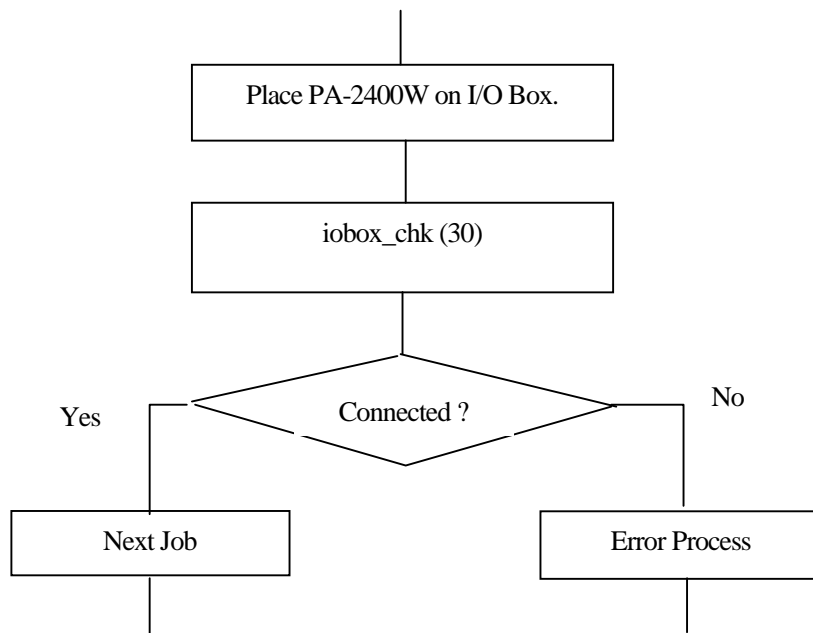 Place PA-2400W on I/O Box.
iobox_chk (30)
Connected ?
Yes
No
Next Job
Error Process